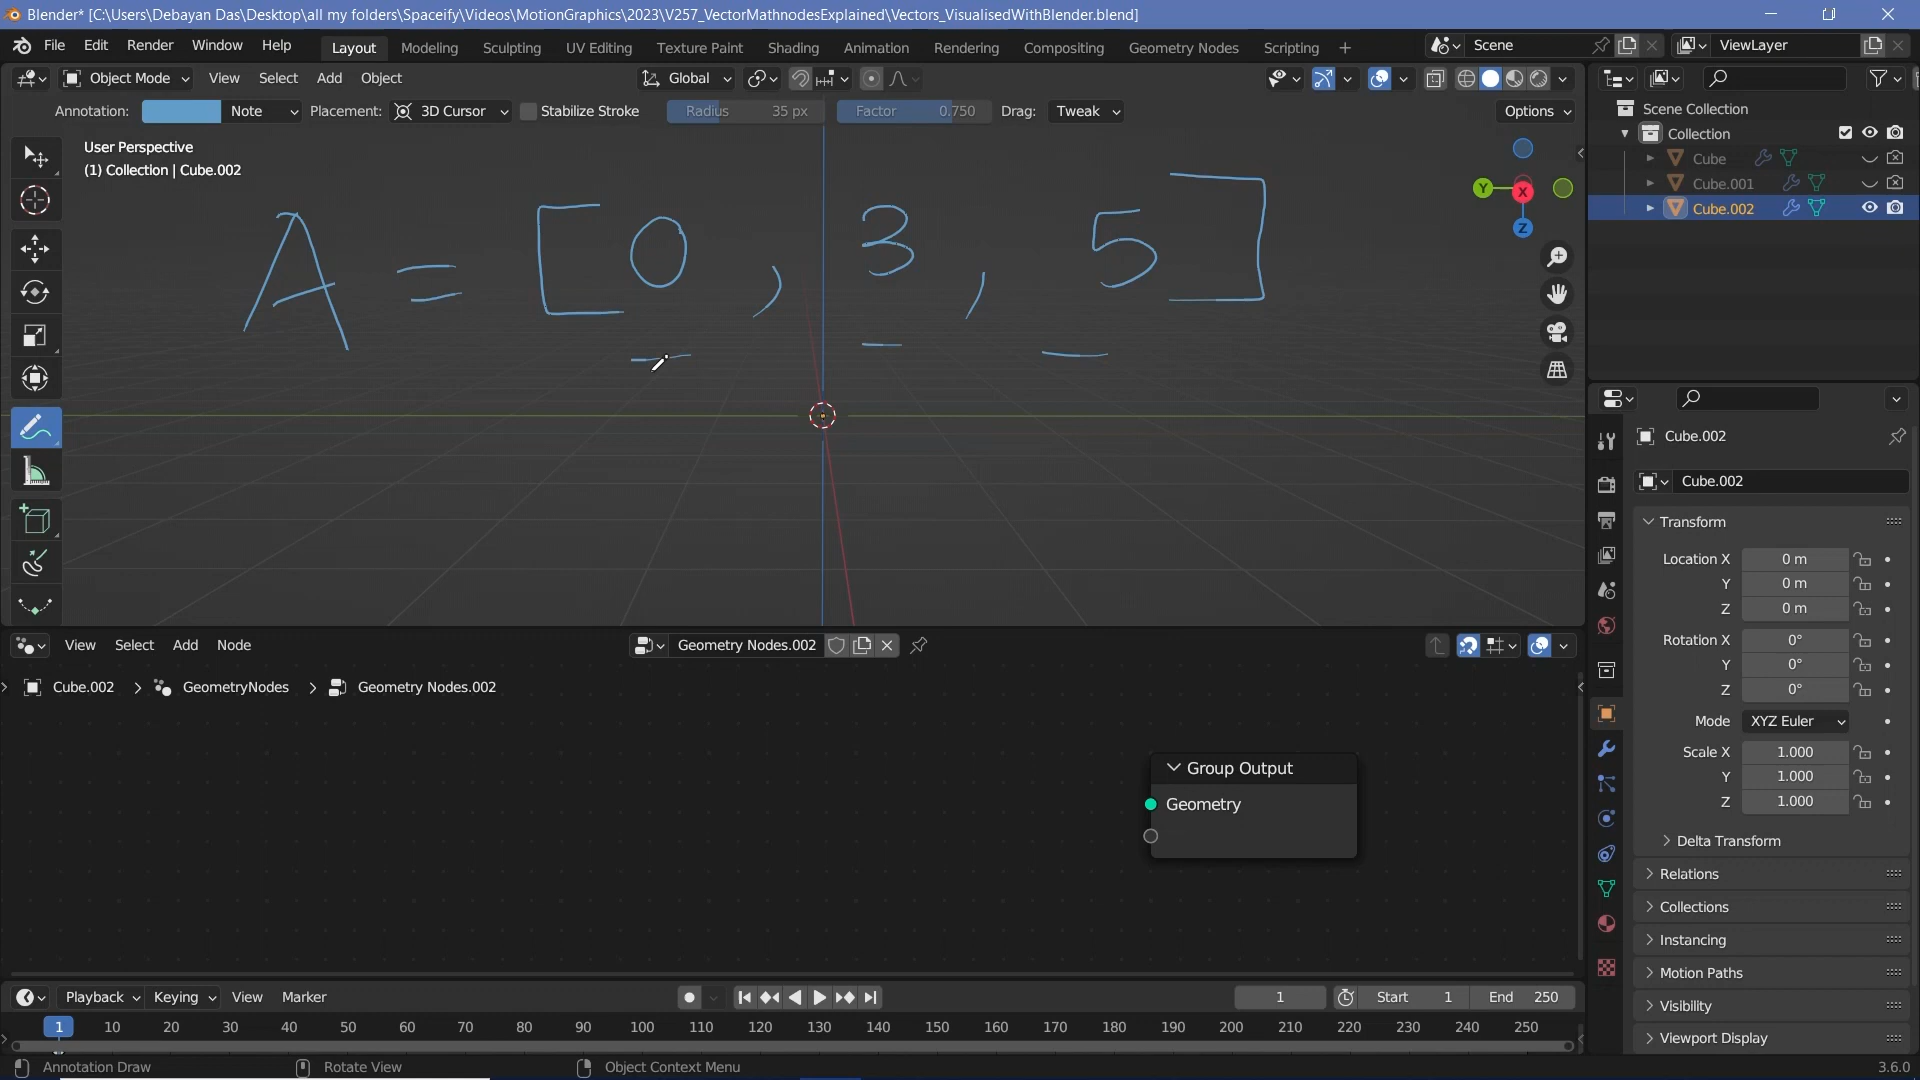 Blender* [C:\Users\Debayan Das\Desktop\all my folders\Spaceify\Videos\MotionGraphics\2023\V257_VectorMathnodesExplained\Vectors_VisualisedWithBlender.blend]
File Edit Render Window Help Layout Modeling Sculpting UV Editing Texture Paint Shading Animation Rendering Compositing Geometry Nodes Scripting + Scene ViewLayer
Object Mode View Select Add Object Global
Annotation: Note Placement: 3D Cursor Stabilize Stroke Radius 35 px Factor 0.750 Drag: Tweak Options
User Perspective
(1) Collection | Cube.002
A = [0, 3, 5]
Y X Z
Scene Collection
Collection
Cube
Cube.001
Cube.002
Cube.002
Cube.002
Transform
Location X 0 m
Y 0 m
Z 0 m
Rotation X 0°
Y 0°
Z 0°
Mode XYZ Euler
Scale X 1.000
Y 1.000
Z 1.000
Delta Transform
Relations
Collections
Instancing
Motion Paths
Visibility
Viewport Display
View Select Add Node Geometry Nodes.002
Cube.002 > GeometryNodes > Geometry Nodes.002
Group Output
Geometry
Playback Keying View Marker 1 Start 1 End 250
1 10 20 30 40 50 60 70 80 90 100 110 120 130 140 150 160 170 180 190 200 210 220 230 240 250
Annotation Draw Rotate View Object Context Menu 3.6.0